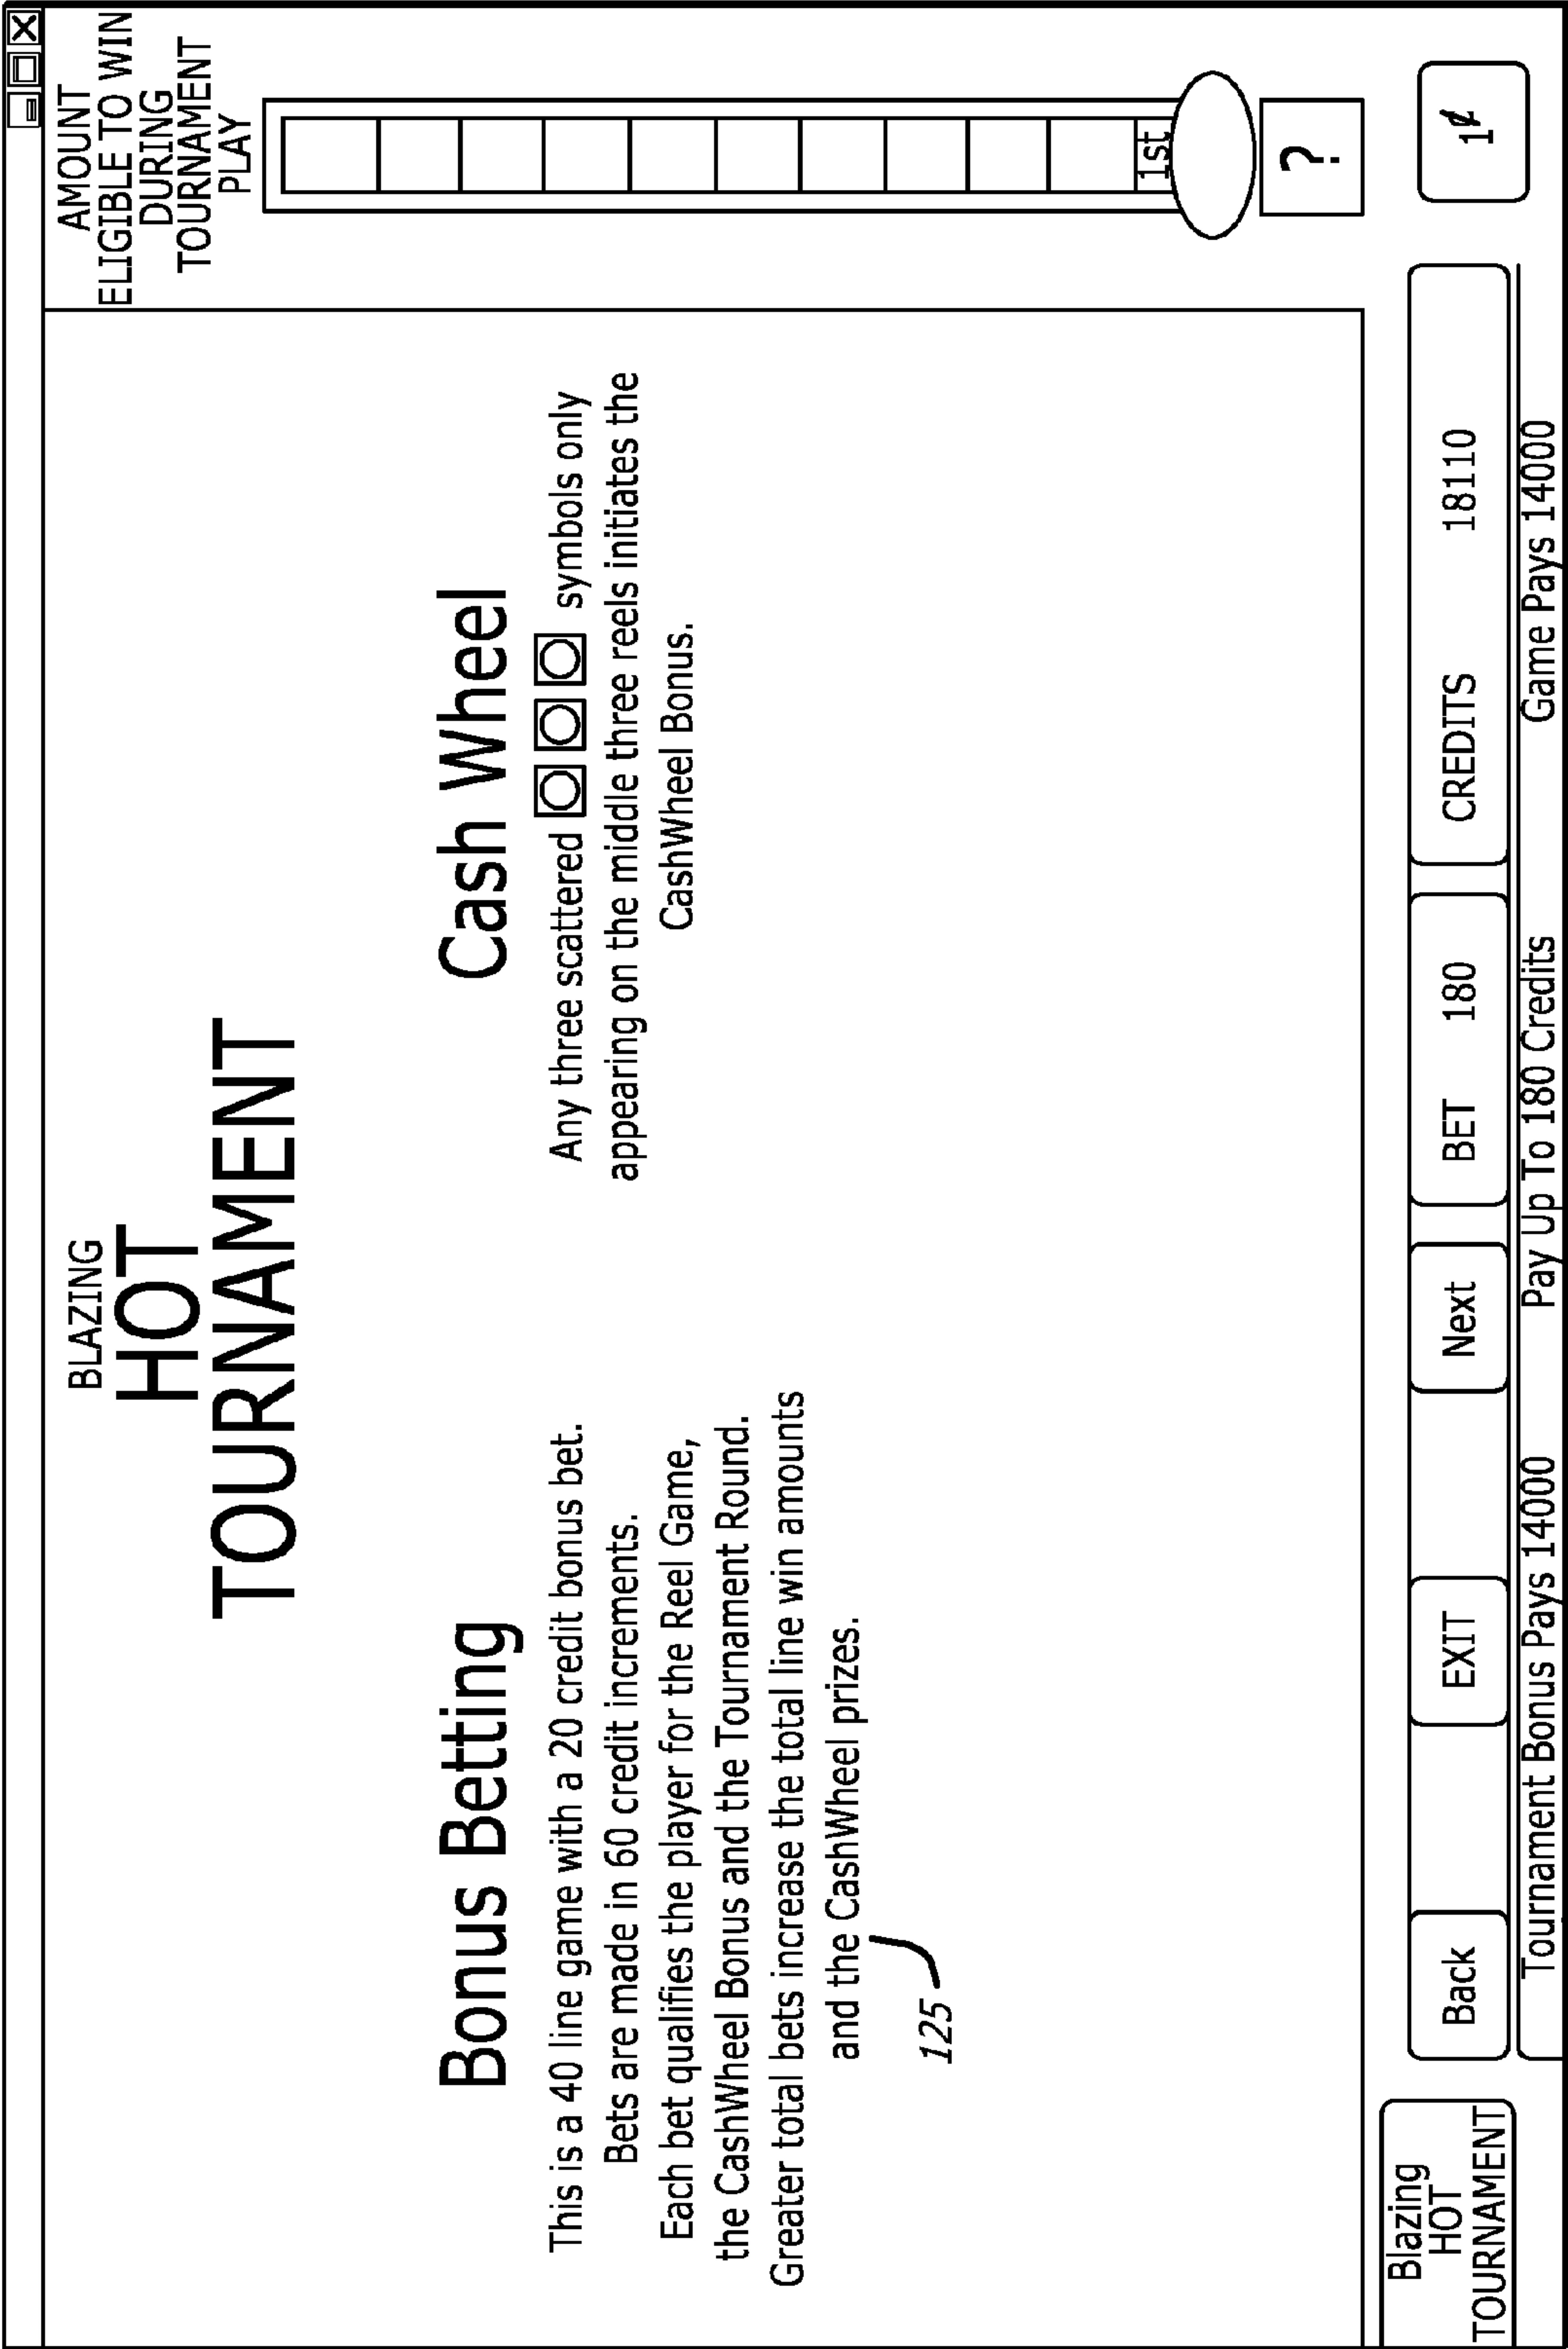 BLAZING
HOT
TOURNAMENT
AMOUNT
ELIGIBLE TO WIN
DURING
TOURNAMENT
PLAY
1st
?
Bonus Betting
This is a 40 line game with a 20 credit bonus bet.
Bets are made in 60 credit increments.
Each bet qualifies the player for the Reel Game,
the CashWheel Bonus and the Tournament Round.
Greater total bets increase the total line win amounts
and the CashWheel prizes.
125
Cash Wheel
Any three scattered symbols only
appearing on the middle three reels initiates the
CashWheel Bonus.
Blazing
HOT
TOURNAMENT
Back
EXIT
Next
BET 180
CREDITS 18110
1¢
Tournament Bonus Pays 14000 Pay Up To 180 Credits Game Pays 14000